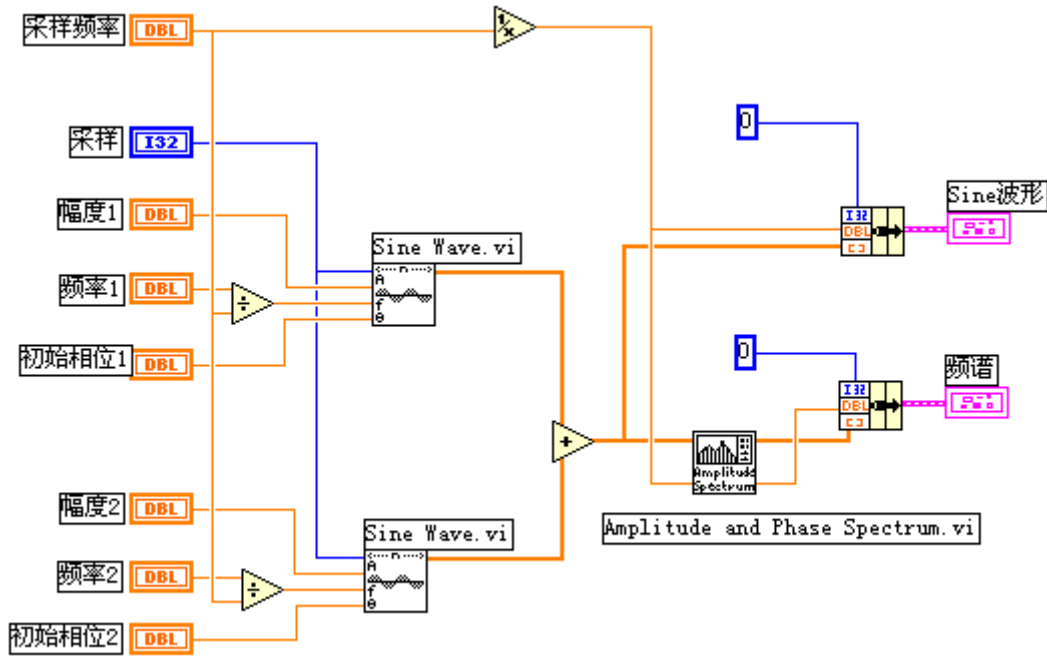 采样频率 DBL
1/x
采样 I32
0
幅度1 DBL
Sine波形
I32
DBL
Sine Wave.vi
n
A
f
θ
频率1 DBL
÷
初始相位1 DBL
0
频谱
I32
DBL
+
Amplitude
Spectrum
Amplitude and Phase Spectrum.vi
幅度2 DBL
Sine Wave.vi
n
A
f
θ
频率2 DBL
÷
初始相位2 DBL